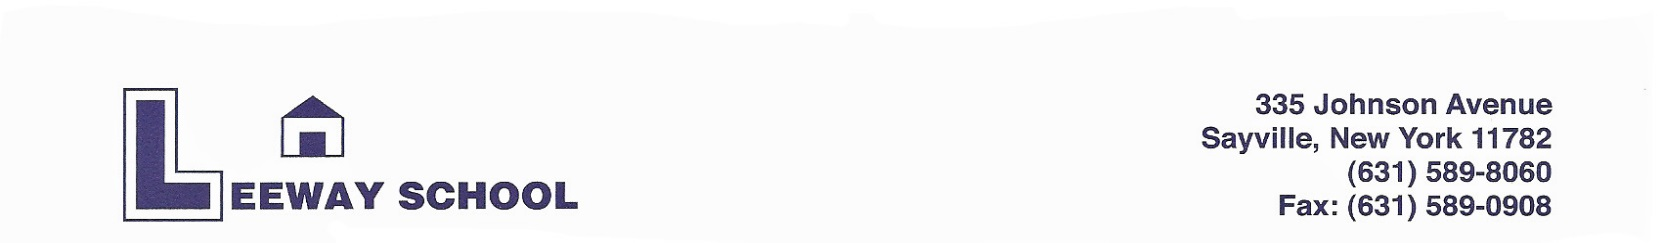 LEEWAY SCHOOL
335 Johnson Avenue
Sayville, New York 11782
(631) 589-8060
Fax: (631) 589-0908